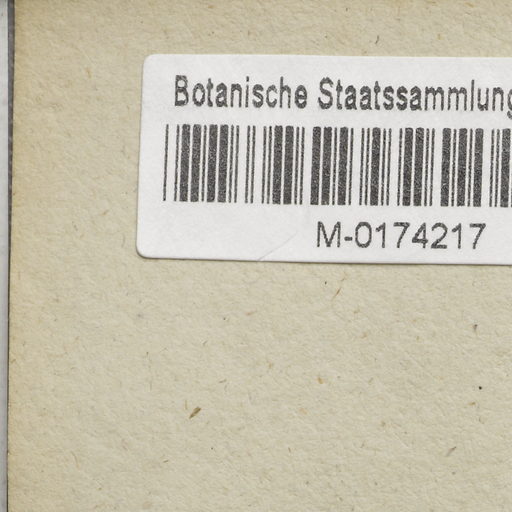 Botanische Staatssammlung
M-0174217